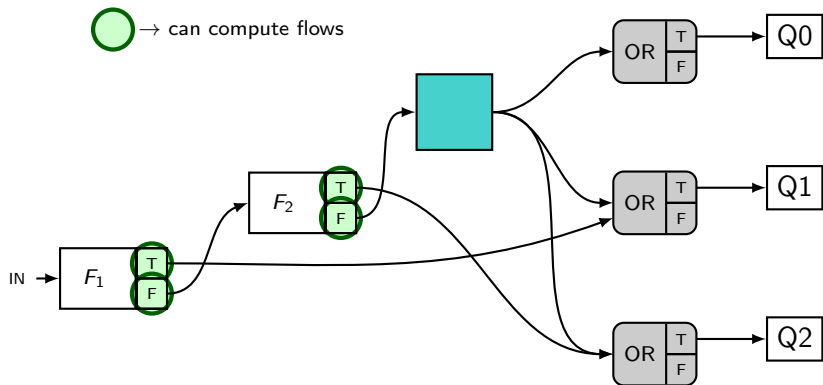 → can compute flows
OR
T
F
Q0
F₂
T
F
OR
T
F
Q1
IN
F₁
T
F
OR
T
F
Q2